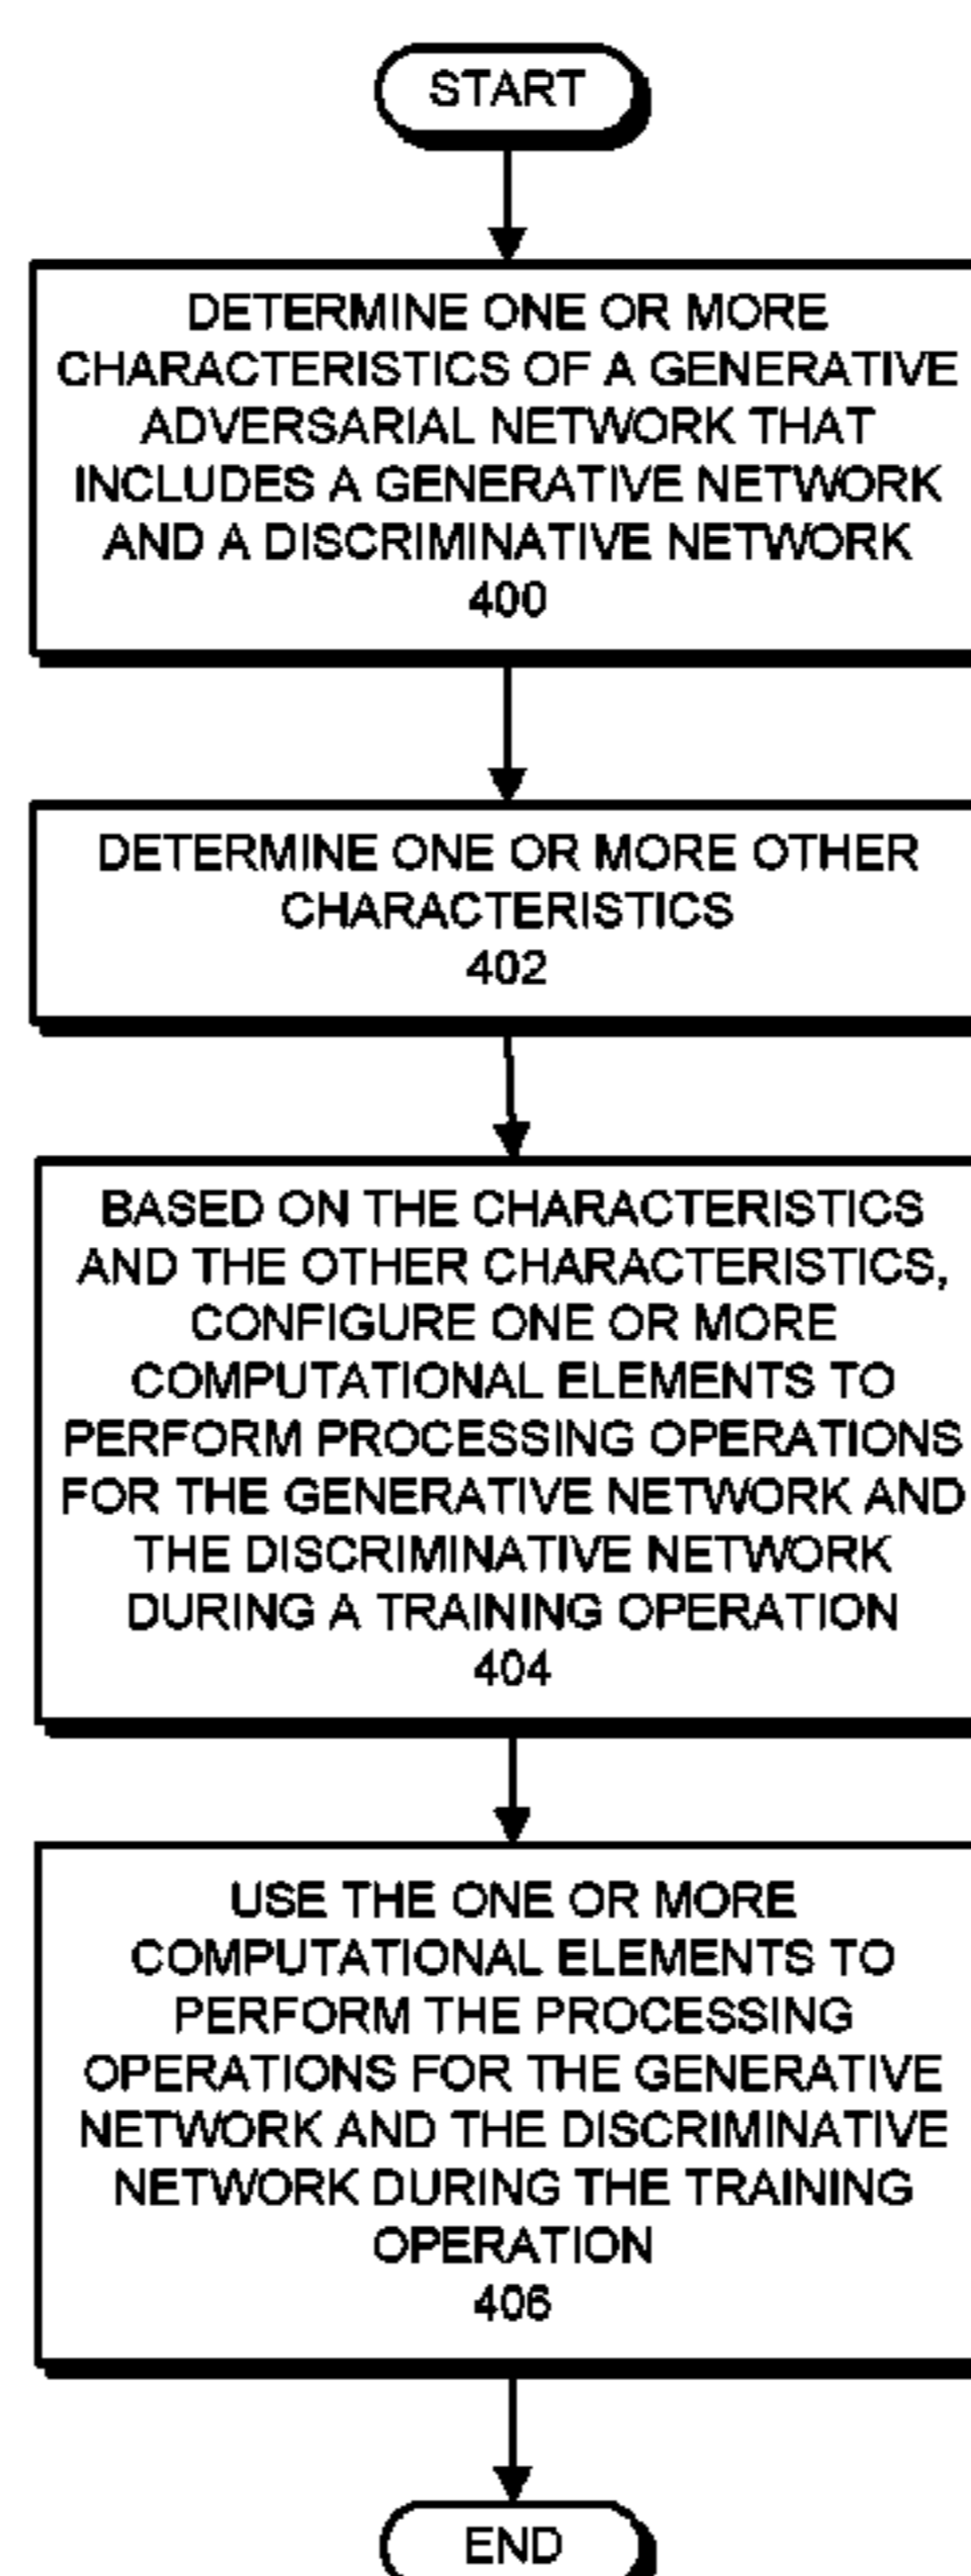 START
DETERMINE ONE OR MORE
CHARACTERISTICS OF A GENERATIVE
ADVERSARIAL NETWORK THAT
INCLUDES A GENERATIVE NETWORK
AND A DISCRIMINATIVE NETWORK
400
DETERMINE ONE OR MORE OTHER
CHARACTERISTICS
402
BASED ON THE CHARACTERISTICS
AND THE OTHER CHARACTERISTICS,
CONFIGURE ONE OR MORE
COMPUTATIONAL ELEMENTS TO
PERFORM PROCESSING OPERATIONS
FOR THE GENERATIVE NETWORK AND
THE DISCRIMINATIVE NETWORK
DURING A TRAINING OPERATION
404
USE THE ONE OR MORE
COMPUTATIONAL ELEMENTS TO
PERFORM THE PROCESSING
OPERATIONS FOR THE GENERATIVE
NETWORK AND THE DISCRIMINATIVE
NETWORK DURING THE TRAINING
OPERATION
406
END